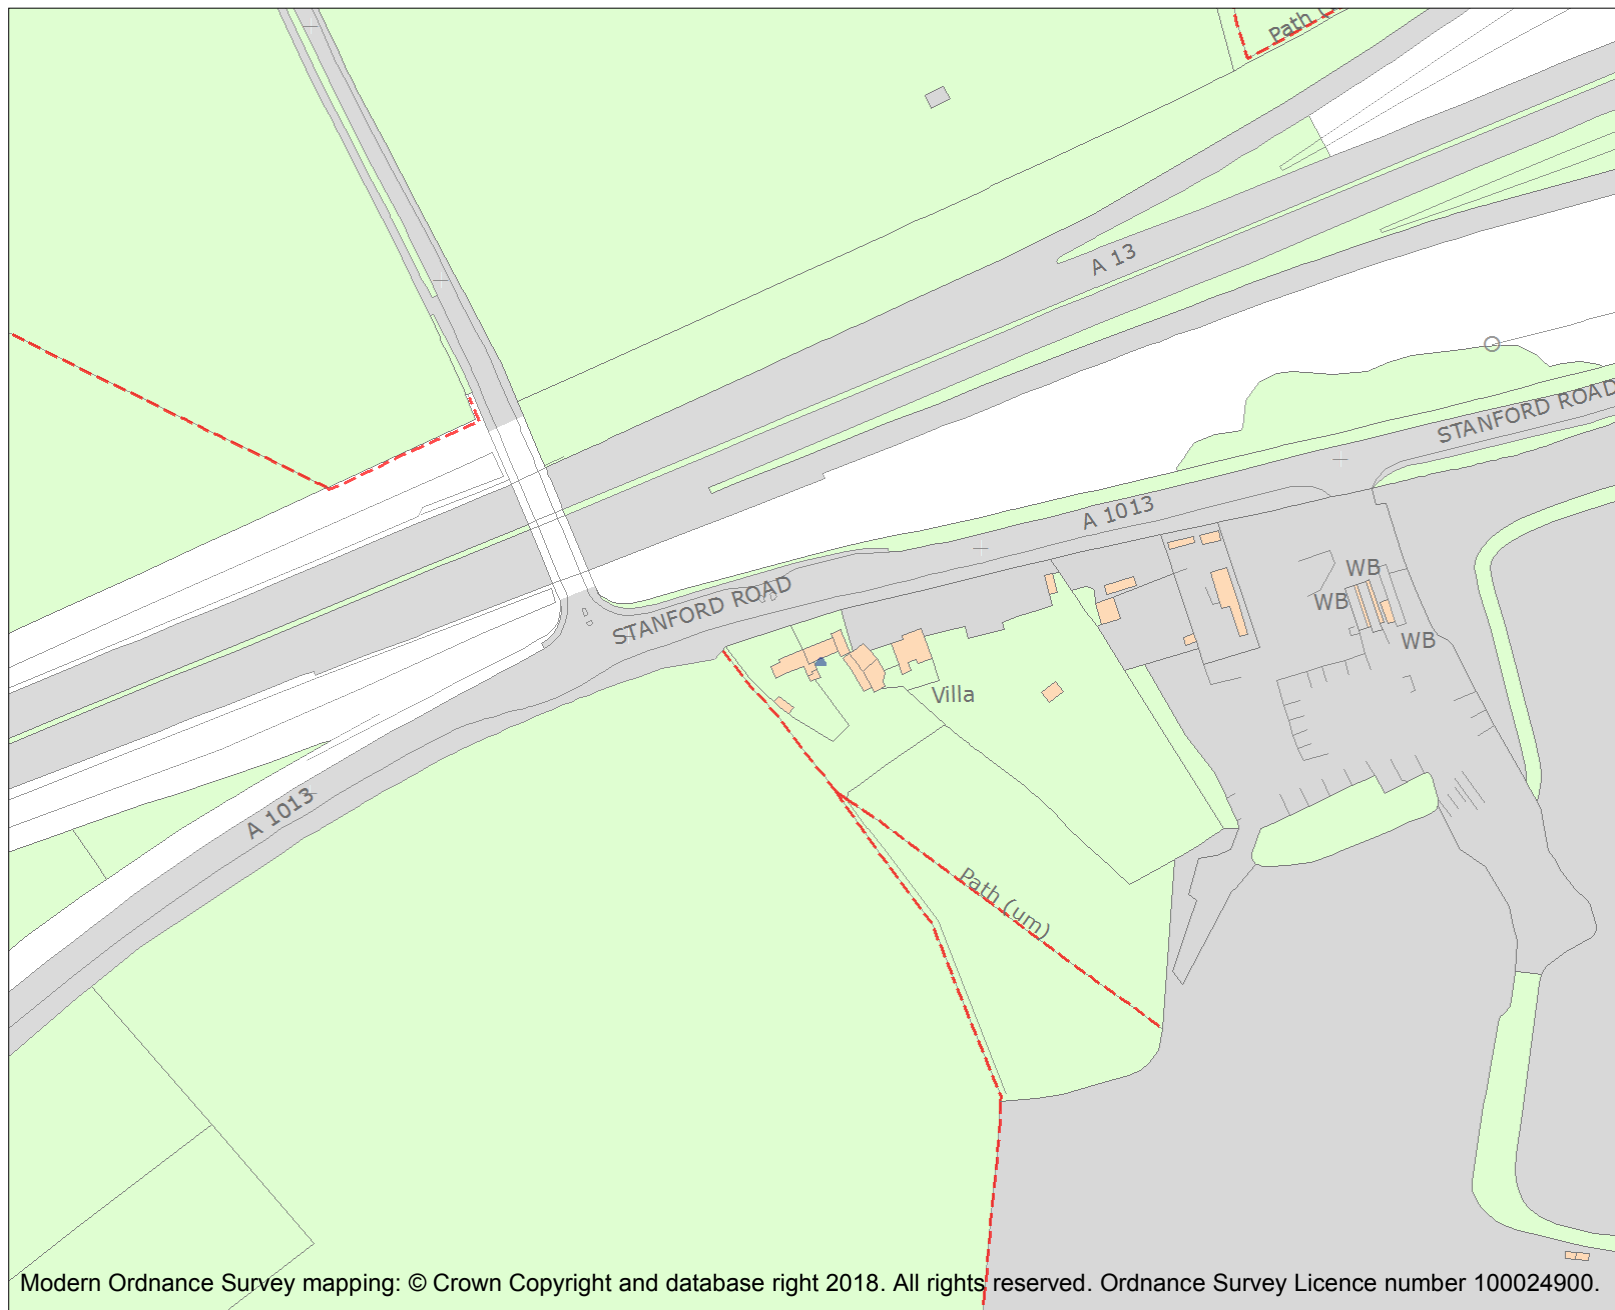 Path (
A 13
STANFORD ROAD
A 1013
STANFORD ROAD
WB
WB
WB
Villa
A 1013
Path (um)
Modern Ordnance Survey mapping: © Crown Copyright and database right 2018. All rights reserved. Ordnance Survey Licence number 100024900.